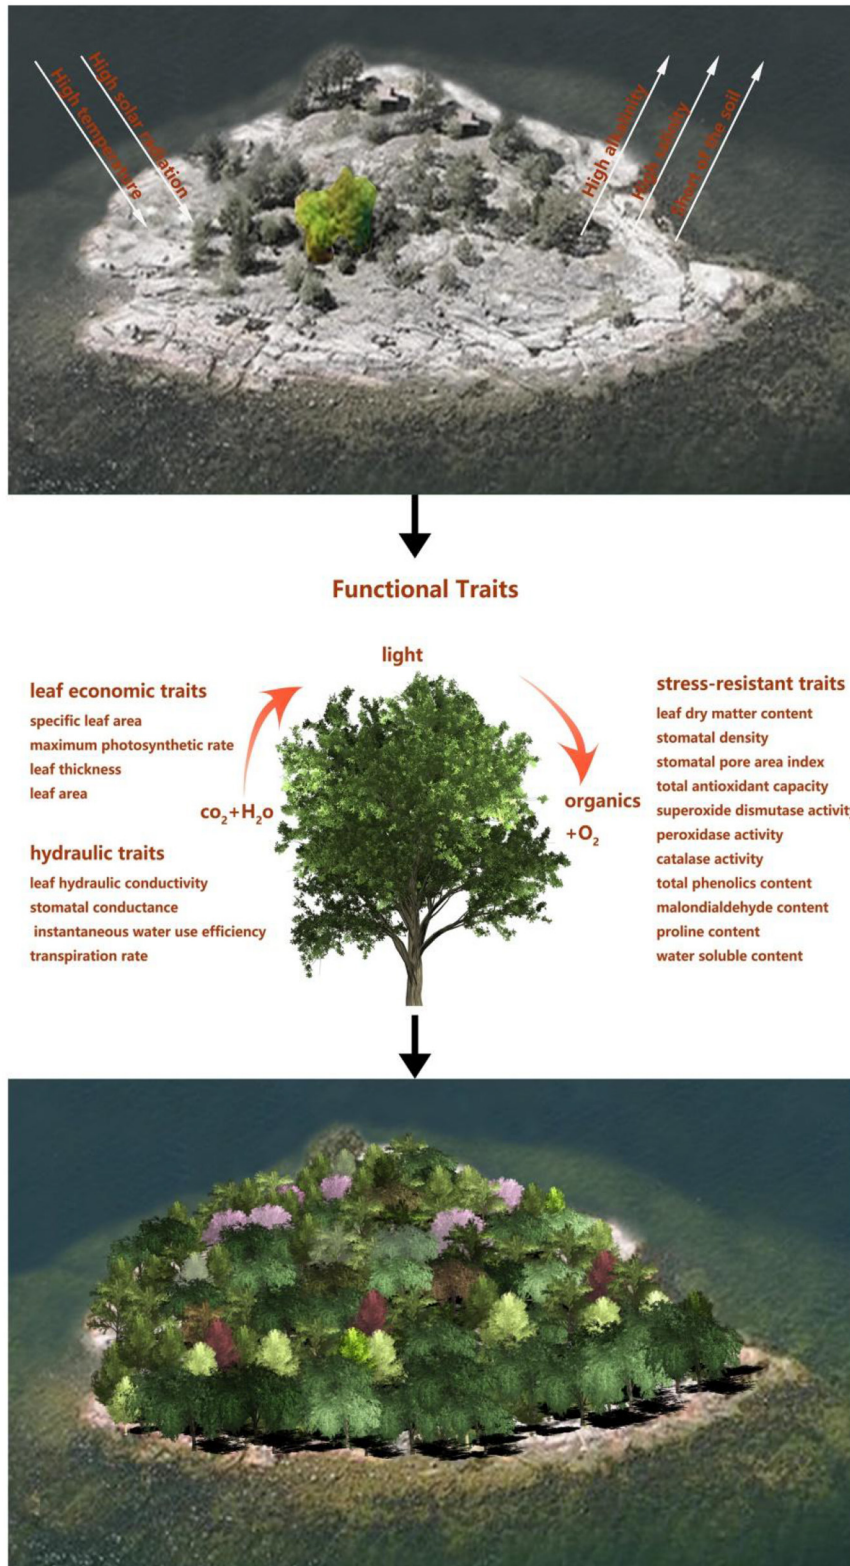 High solar radiation
High temperature
High alkalinity
High salinity
Effect of the soil
Functional Traits
light
leaf economic traits
specific leaf area
maximum photosynthetic rate
leaf thickness
leaf area
co₂+H₂o
hydraulic traits
leaf hydraulic conductivity
stomatal conductance
instantaneous water use efficiency
transpiration rate
organics
+O₂
stress-resistant traits
leaf dry matter content
stomatal density
stomatal pore area index
total antioxidant capacity
superoxide dismutase activity
peroxidase activity
catalase activity
total phenolics content
malondialdehyde content
proline content
water soluble content